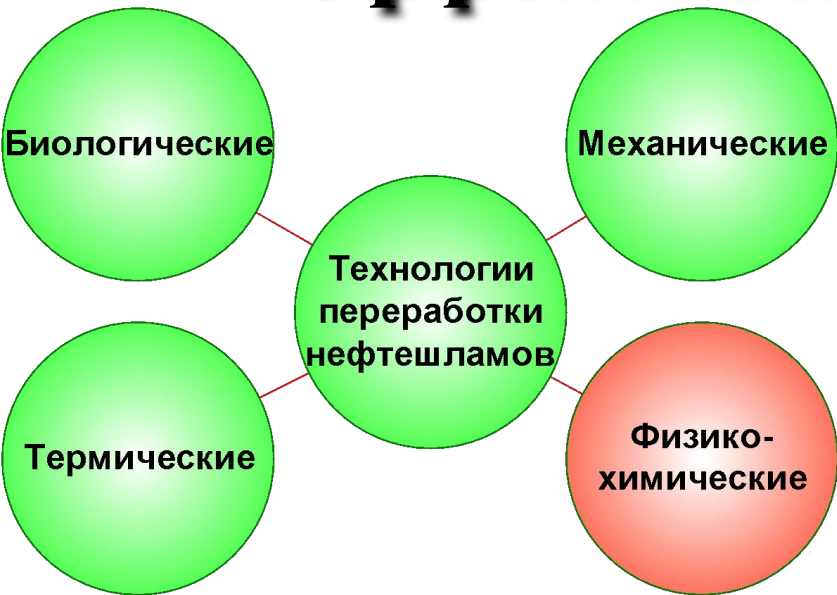 Биологические
Механические
Технологии
переработки
нефтешламов
Термические
Физико-
химические